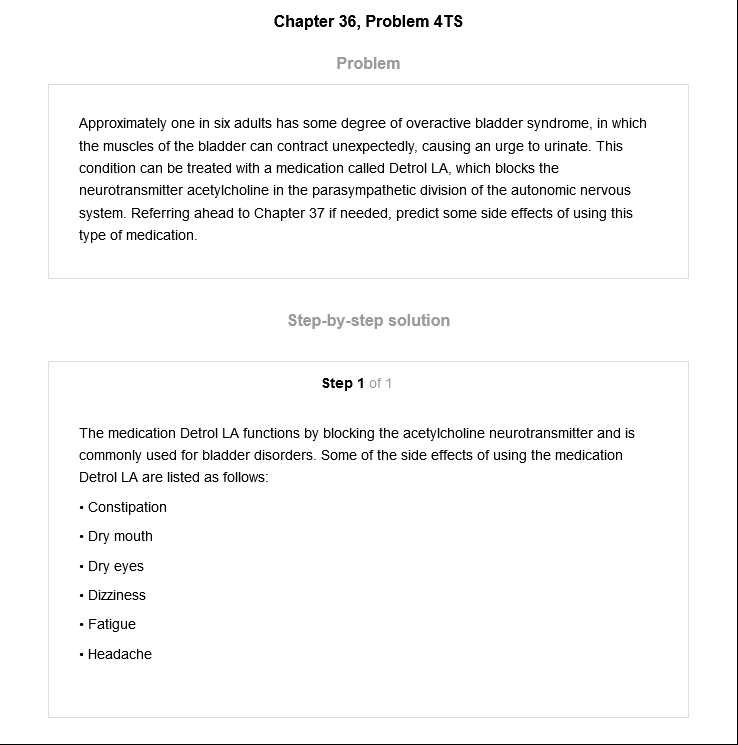 Chapter 36, Problem 4TS
Problem
Approximately one in six adults has some degree of overactive bladder syndrome, in which
the muscles of the bladder can contract unexpectedly, causing an urge to urinate. This
condition can be treated with a medication called Detrol LA, which blocks the
neurotransmitter acetylcholine in the parasympathetic division of the autonomic nervous
system. Referring ahead to Chapter 37 if needed, predict some side effects of using this
type of medication.
Step-by-step solution
Step 1 of 1
The medication Detrol LA functions by blocking the acetylcholine neurotransmitter and is
commonly used for bladder disorders. Some of the side effects of using the medication
Detrol LA are listed as follows:
• Constipation
• Dry mouth
• Dry eyes
• Dizziness
• Fatigue
• Headache